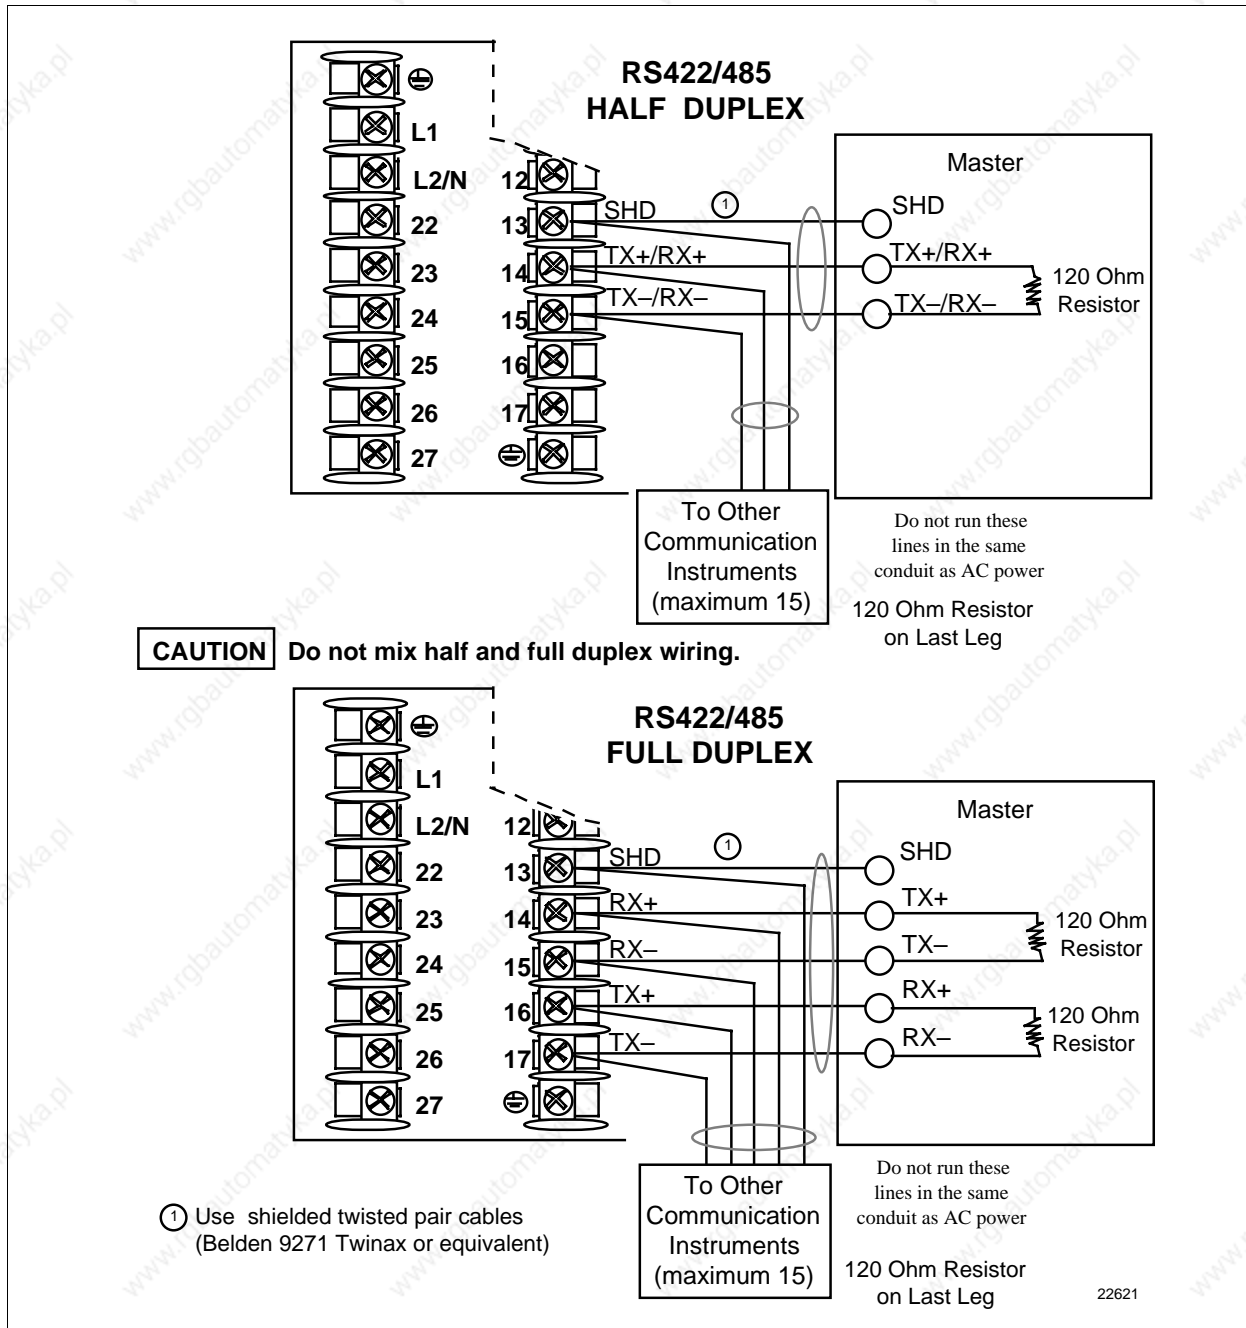 RS422/485
HALF DUPLEX
L1
L2/N
22
23
24
25
26
27
12
13
14
15
16
17
SHD
1
TX+/RX+
TX–/RX–
Master
SHD
TX+/RX+
TX–/RX–
120 Ohm
Resistor
To Other
Communication
Instruments
(maximum 15)
Do not run these
lines in the same
conduit as AC power
120 Ohm Resistor
on Last Leg
CAUTION Do not mix half and full duplex wiring.
RS422/485
FULL DUPLEX
L1
L2/N
22
23
24
25
26
27
12
13
14
15
16
17
SHD
1
RX+
RX–
TX+
TX–
Master
SHD
TX+
TX–
RX+
RX–
120 Ohm
Resistor
120 Ohm
Resistor
To Other
Communication
Instruments
(maximum 15)
Do not run these
lines in the same
conduit as AC power
120 Ohm Resistor
on Last Leg
1 Use shielded twisted pair cables
(Belden 9271 Twinax or equivalent)
22621
www.rgbautomatyka.pl